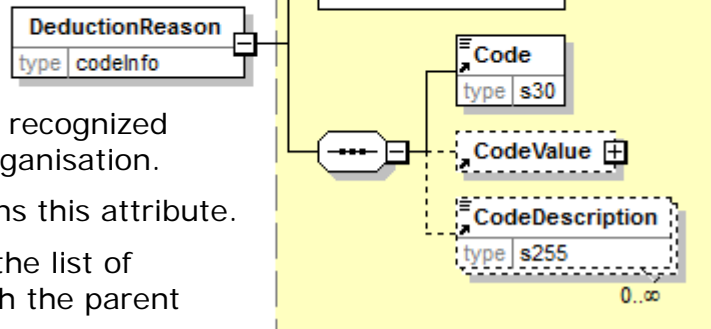 DeductionReason
type codeInfo
Code
type s30
recognized
ganisation.
CodeValue
ns this attribute.
CodeDescription
type s255
the list of
h the parent
0..∞